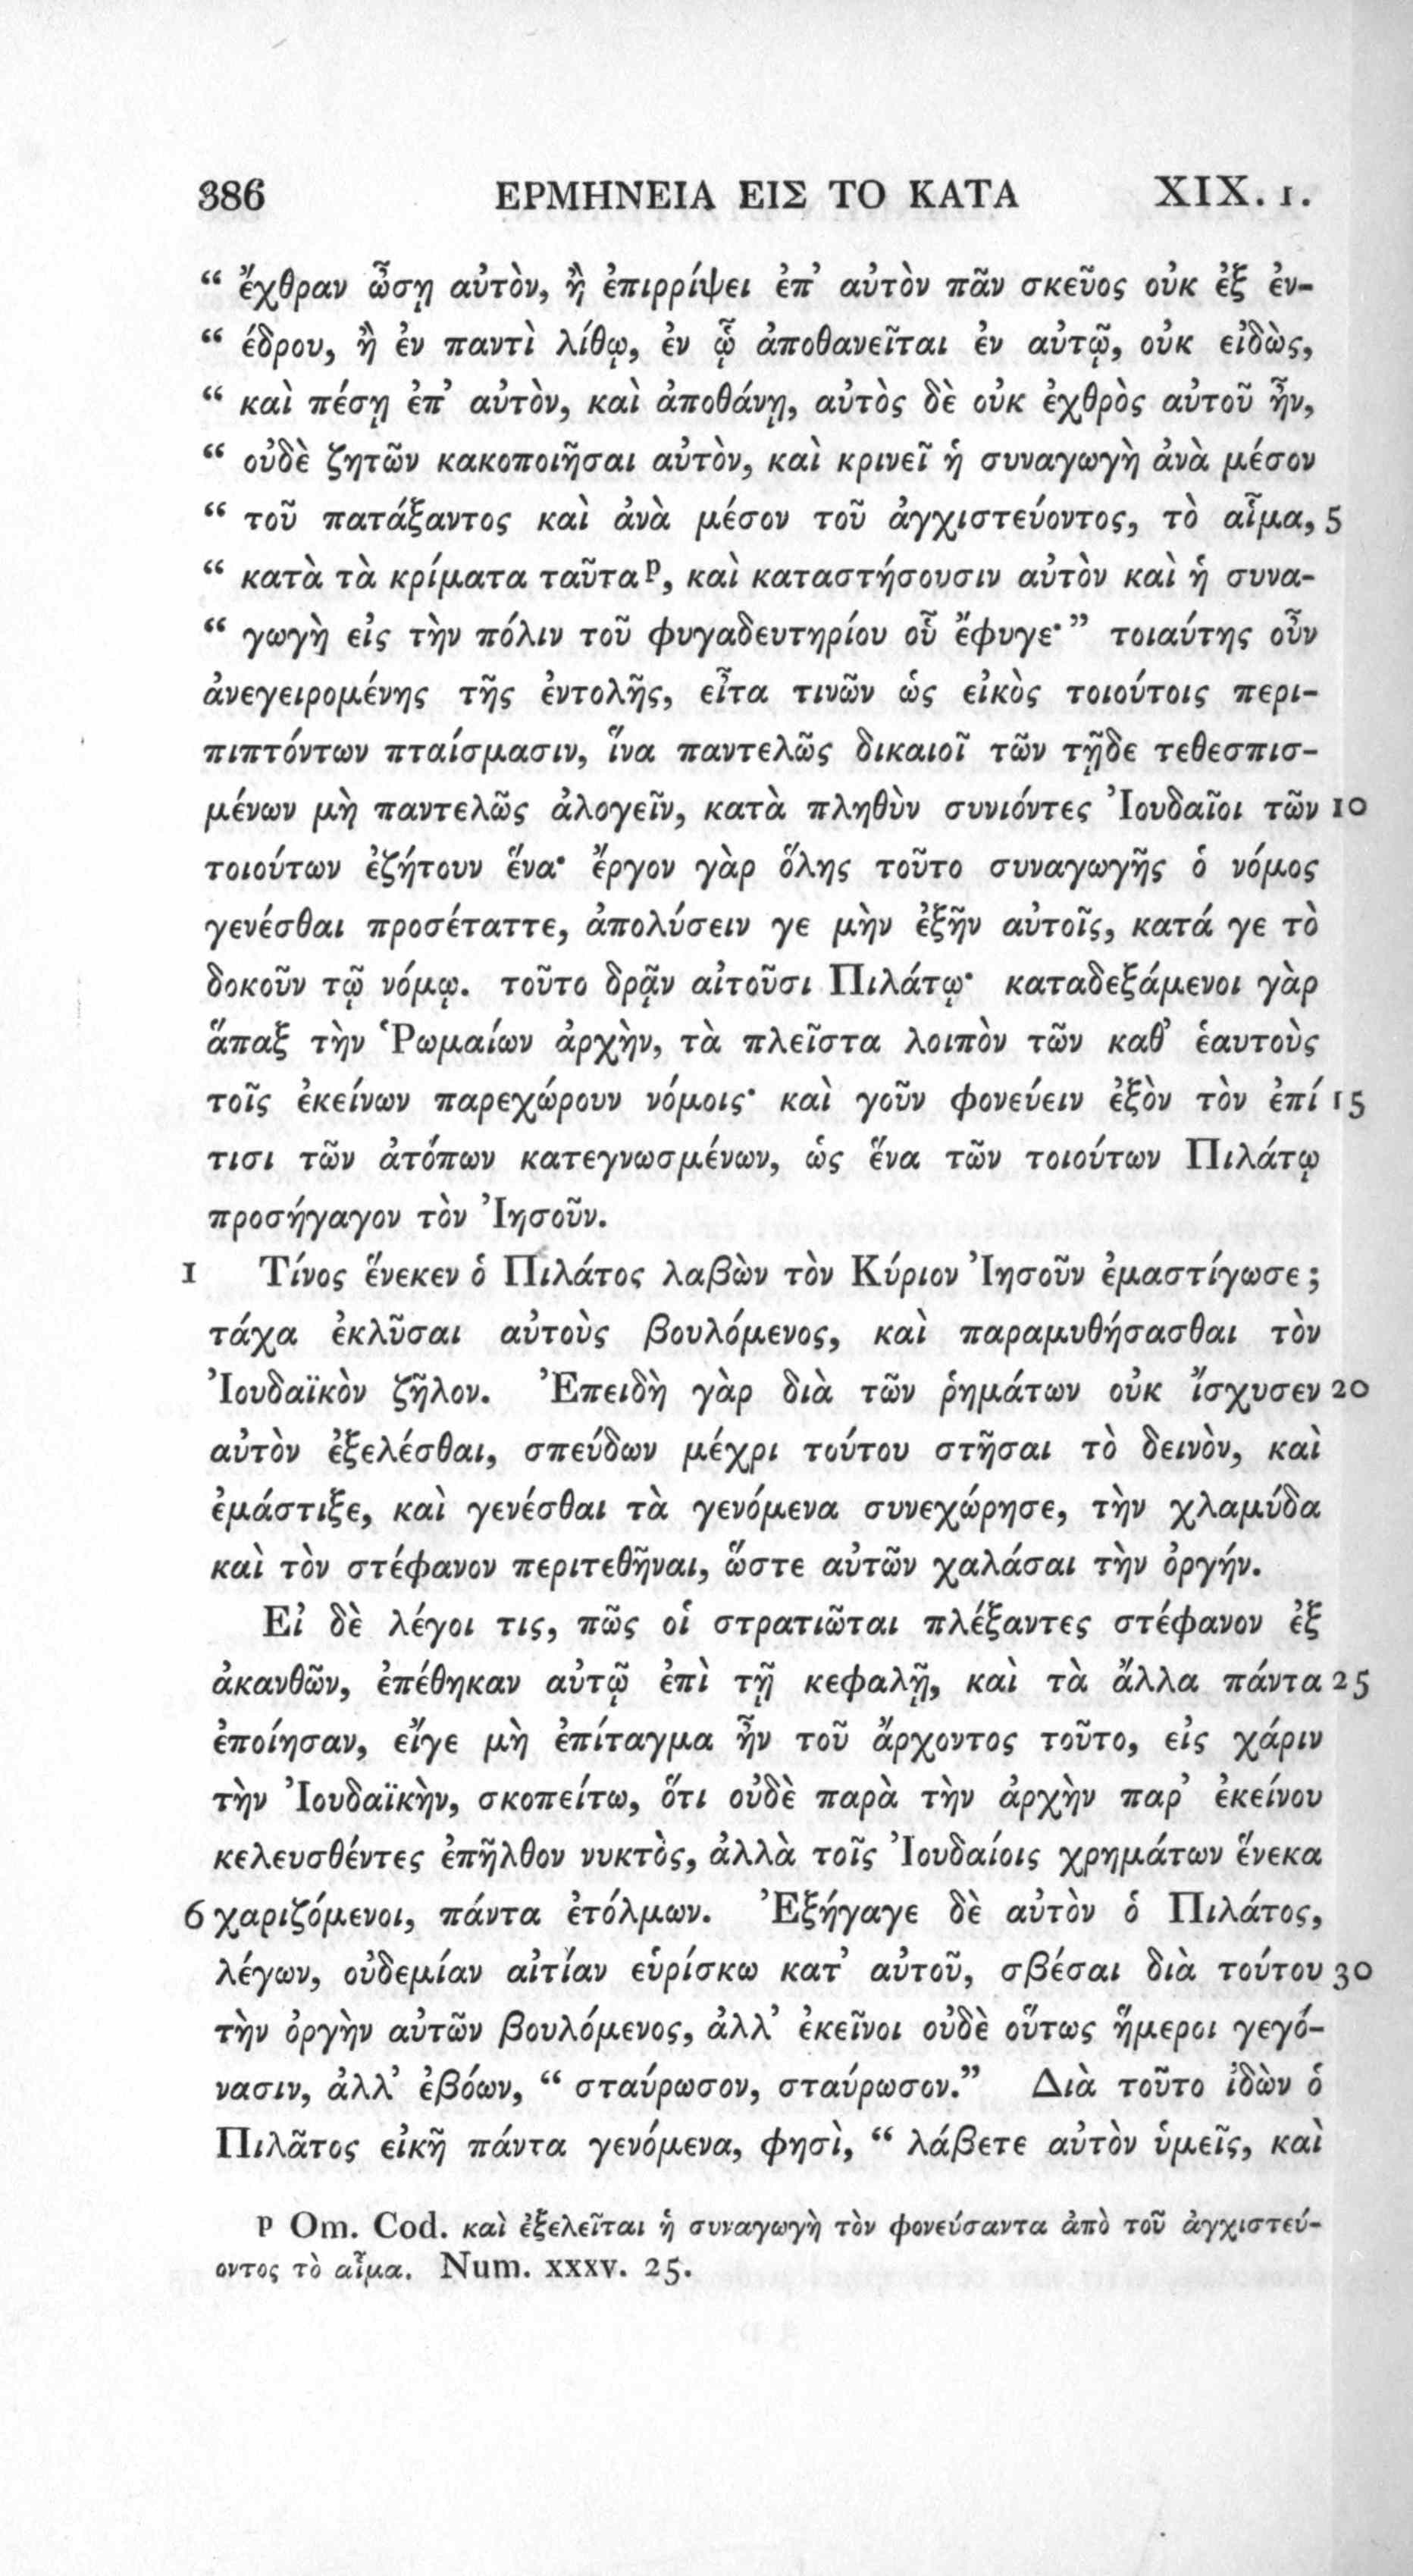 386 ΕΡΜΗΝΕΙΑ ΕΙΣ ΤΟ ΚΑΤΑ XIX. 1.
“ ἔχθραν ὤσῃ αὐτὸν, ἢ ἐπιρρίψει ἐπ’ αὐτὸν πᾶν σκεῦος οὐκ ἐξ ἐν-
“ έδρου, ἢ ἐν παντὶ λίθῳ, ἐν ᾧ ἀποθανεῖται ἐν αὐτῷ, οὐκ εἰδὼς,
“ καὶ πέσῃ ἐπ’ αὐτὸν, καὶ ἀποθάνῃ, αὐτὸς δὲ οὐκ ἐχθρὸς αὐτοῦ ἦν,
“ οὐδὲ ζητῶν κακοποιῆσαι αὐτὸν, καὶ κρινεῖ ἡ συναγωγὴ ἀνὰ μέσον
“ τοῦ πατάξαντος καὶ ἀνὰ μέσον τοῦ ἀγχιστεύοντος, τὸ αἷμα, 5
“ κατὰ τὰ κρίματα ταῦτα p, καὶ καταστήσουσιν αὐτὸν καὶ ἡ συνα-
“ γωγὴ εἰς τὴν πόλιν τοῦ φυγαδευτηρίου οὗ ἔφυγε·” τοιαύτης οὖν
ἀνεγειρομένης τῆς ἐντολῆς, εἶτα τινῶν ὡς εἰκὸς τοιούτοις περι-
πιπτόντων πταίσμασιν, ἵνα παντελῶς δικαιοῖ τῶν τῇδε τεθεσπισ-
μένων μὴ παντελῶς ἀλογεῖν, κατὰ πληθὺν συνιόντες Ἰουδαῖοι τῶν 10
τοιούτων ἐζήτουν ἕνα· ἔργον γὰρ ὅλης τοῦτο συναγωγῆς ὁ νόμος
γενέσθαι προσέταττε, ἀπολύσειν γε μὴν ἐξῆν αὐτοῖς, κατά γε τὸ
δοκοῦν τῷ νόμῳ. τοῦτο δρᾷν αἰτοῦσι Πιλάτῳ· καταδεξάμενοι γὰρ
ἅπαξ τὴν Ῥωμαίων ἀρχὴν, τὰ πλεῖστα λοιπὸν τῶν καθ’ ἑαυτοὺς
τοῖς ἐκείνων παρεχώρουν νόμοις· καὶ γοῦν φονεύειν ἐξὸν τὸν ἐπί 15
τισι τῶν ἀτόπων κατεγνωσμένων, ὡς ἕνα τῶν τοιούτων Πιλάτῳ
προσήγαγον τὸν Ἰησοῦν.
1 Τίνος ἕνεκεν ὁ Πιλάτος λαβὼν τὸν Κύριον Ἰησοῦν ἐμαστίγωσε;
τάχα ἐκλῦσαι αὐτοὺς βουλόμενος, καὶ παραμυθήσασθαι τὸν
Ἰουδαϊκὸν ζῆλον. Ἐπειδὴ γὰρ διὰ τῶν ῥημάτων οὐκ ἴσχυσεν 20
αὐτὸν ἐξελέσθαι, σπεύδων μέχρι τούτου στῆσαι τὸ δεινὸν, καὶ
ἐμάστιξε, καὶ γενέσθαι τὰ γενόμενα συνεχώρησε, τὴν χλαμύδα
καὶ τὸν στέφανον περιτεθῆναι, ὥστε αὐτῶν χαλάσαι τὴν ὀργήν.
Εἰ δὲ λέγοι τις, πῶς οἱ στρατιῶται πλέξαντες στέφανον ἐξ
ἀκανθῶν, ἐπέθηκαν αὐτῷ ἐπὶ τῇ κεφαλῇ, καὶ τὰ ἄλλα πάντα 25
ἐποίησαν, εἴγε μὴ ἐπίταγμα ἦν τοῦ ἄρχοντος τοῦτο, εἰς χάριν
τὴν Ἰουδαϊκὴν, σκοπείτω, ὅτι οὐδὲ παρὰ τὴν ἀρχὴν παρ’ ἐκείνου
κελευσθέντες ἐπῆλθον νυκτὸς, ἀλλὰ τοῖς Ἰουδαίοις χρημάτων ἕνεκα
6 χαριζόμενοι, πάντα ἐτόλμων. Ἐξήγαγε δὲ αὐτὸν ὁ Πιλάτος,
λέγων, οὐδεμίαν αἰτίαν εὑρίσκω κατ’ αὐτοῦ, σβέσαι διὰ τούτου 30
τὴν ὀργὴν αὐτῶν βουλόμενος, ἀλλ’ ἐκεῖνοι οὐδὲ οὕτως ἥμεροι γεγό-
νασιν, ἀλλ’ ἐβόων, “ σταύρωσον, σταύρωσον.” Διὰ τοῦτο ἰδὼν ὁ
Πιλᾶτος εἰκῆ πάντα γενόμενα, φησὶ, “ λάβετε αὐτὸν ὑμεῖς, καὶ
p Om. Cod. καὶ ἐξελεῖται ἡ συναγωγὴ τὸν φονεύσαντα ἀπὸ τοῦ ἀγχιστεύ-
οντος τὸ αἷμα. Num. xxxv. 25.